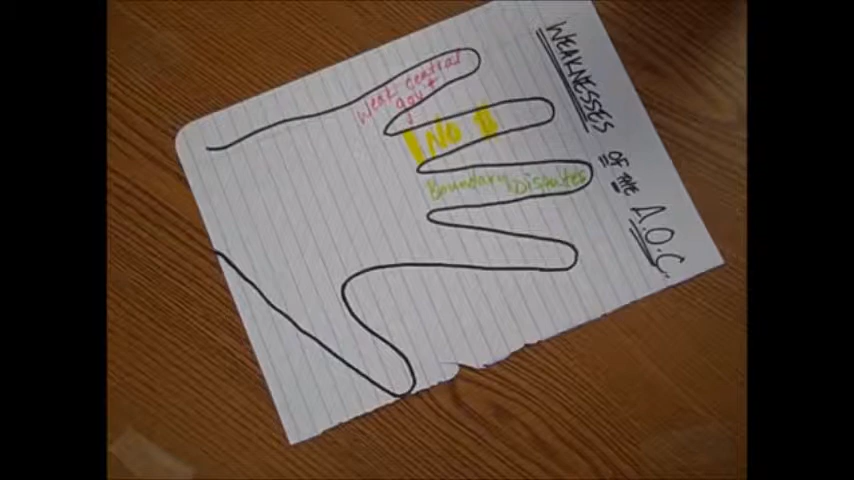 WEAKNESSES OF THE A.O.C.
Weak central
gov't
No $
Boundary Disputes